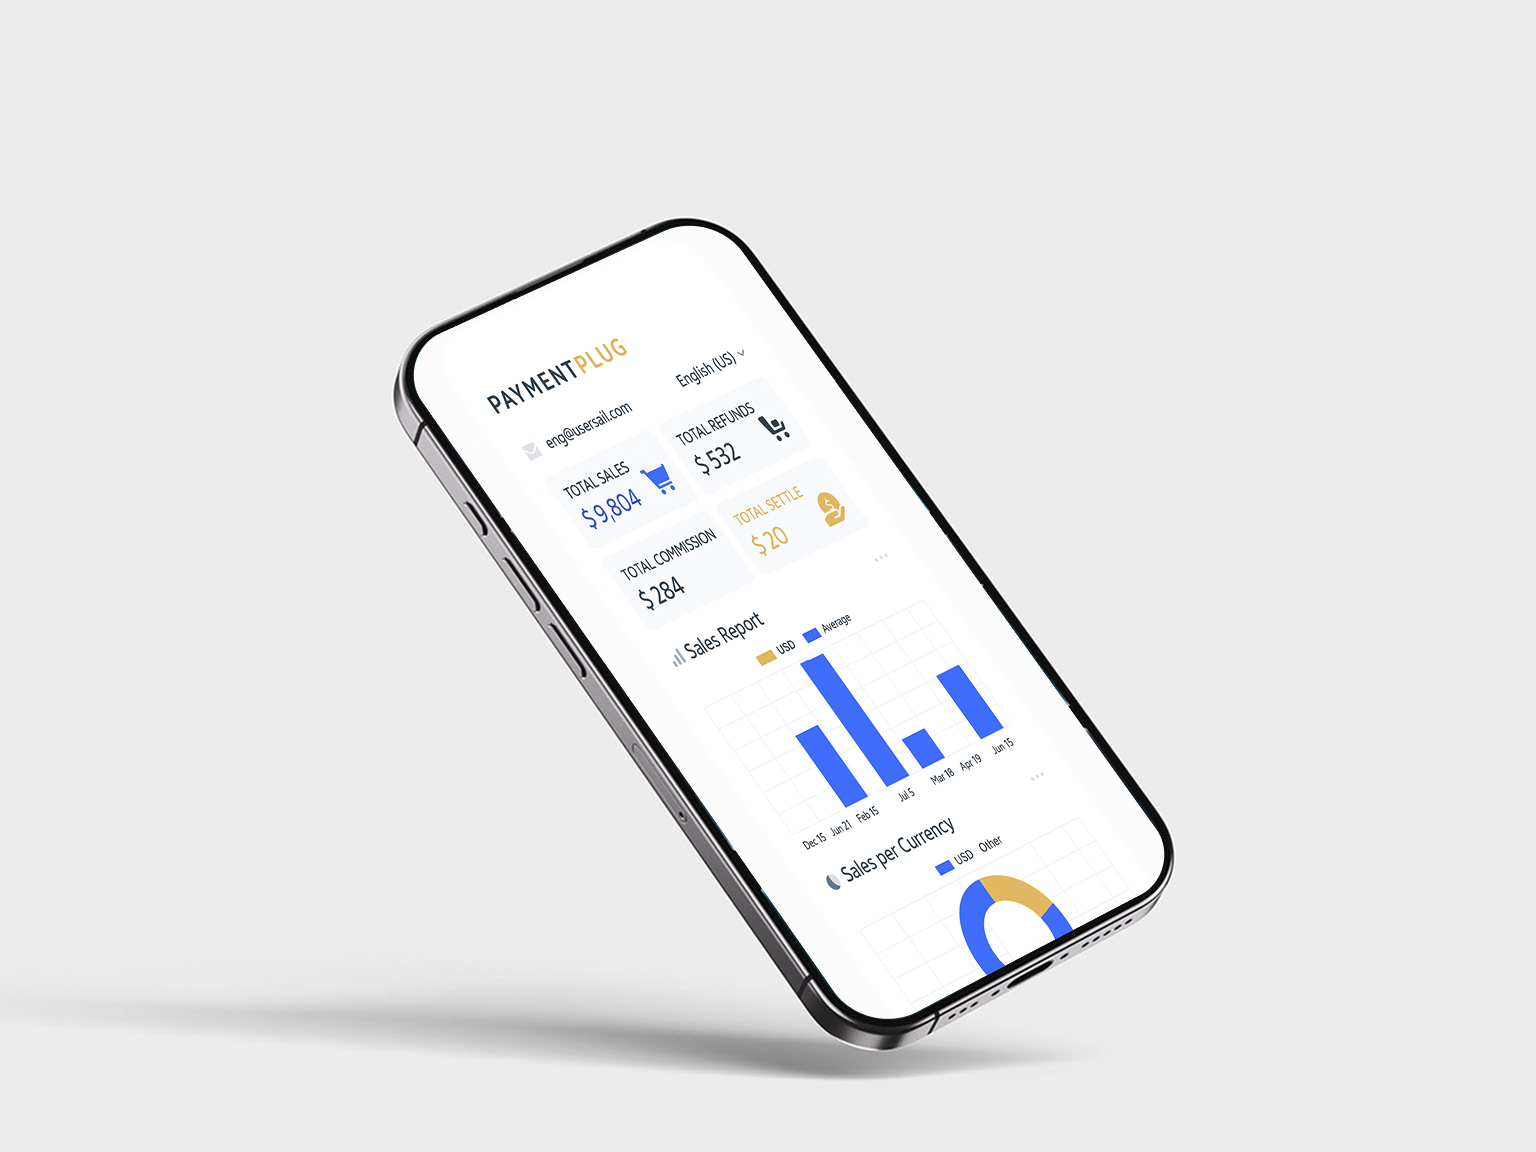 PAYMENTPLUG
eng@usersail.com
English (US)
TOTAL SALES
$9,804
TOTAL REFUNDS
$532
TOTAL COMMISSION
$284
TOTAL SETTLE
$20
Sales Report
USD Average
Dec 15 Jun 21 Feb 15 Jul 5 Mar 18 Apr 19 Jun 15
Sales per Currency
USD Other